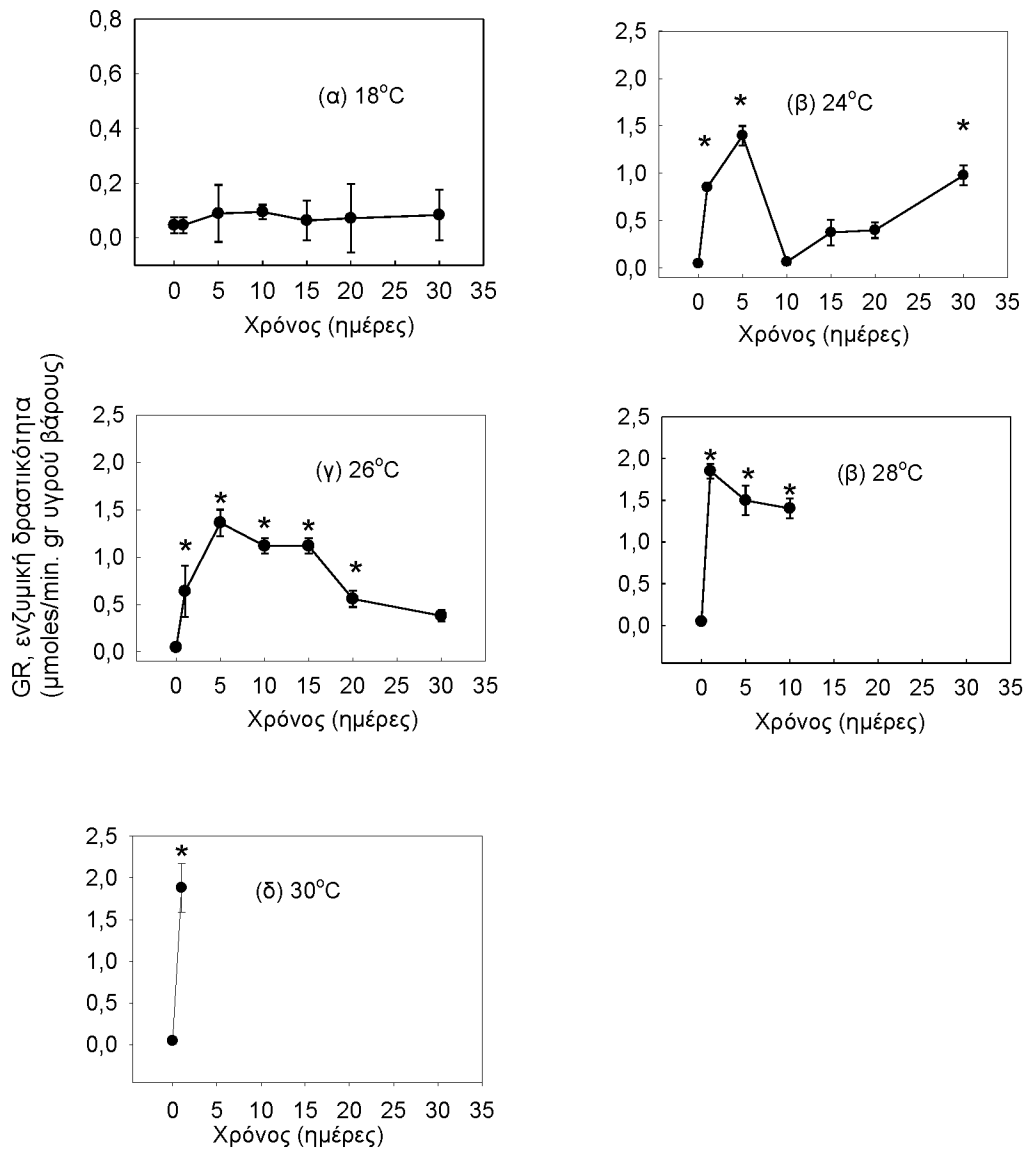 GR, ενζυμική δραστικότητα
(μmoles/min. gr υγρού βάρους)
0,8
0,6
0,4
0,2
0,0
(α) 18°C
0 5 10 15 20 25 30 35
Χρόνος (ημέρες)
2,5
2,0
1,5
1,0
0,5
0,0
* * *
(β) 24°C
0 5 10 15 20 25 30 35
Χρόνος (ημέρες)
2,5
2,0
1,5
1,0
0,5
0,0
* * * * *
(γ) 26°C
0 5 10 15 20 25 30 35
Χρόνος (ημέρες)
2,5
2,0
1,5
1,0
0,5
0,0
* * *
(β) 28°C
0 5 10 15 20 25 30 35
Χρόνος (ημέρες)
2,5
2,0
1,5
1,0
0,5
0,0
*
(δ) 30°C
0 5 10 15 20 25 30 35
Χρόνος (ημέρες)